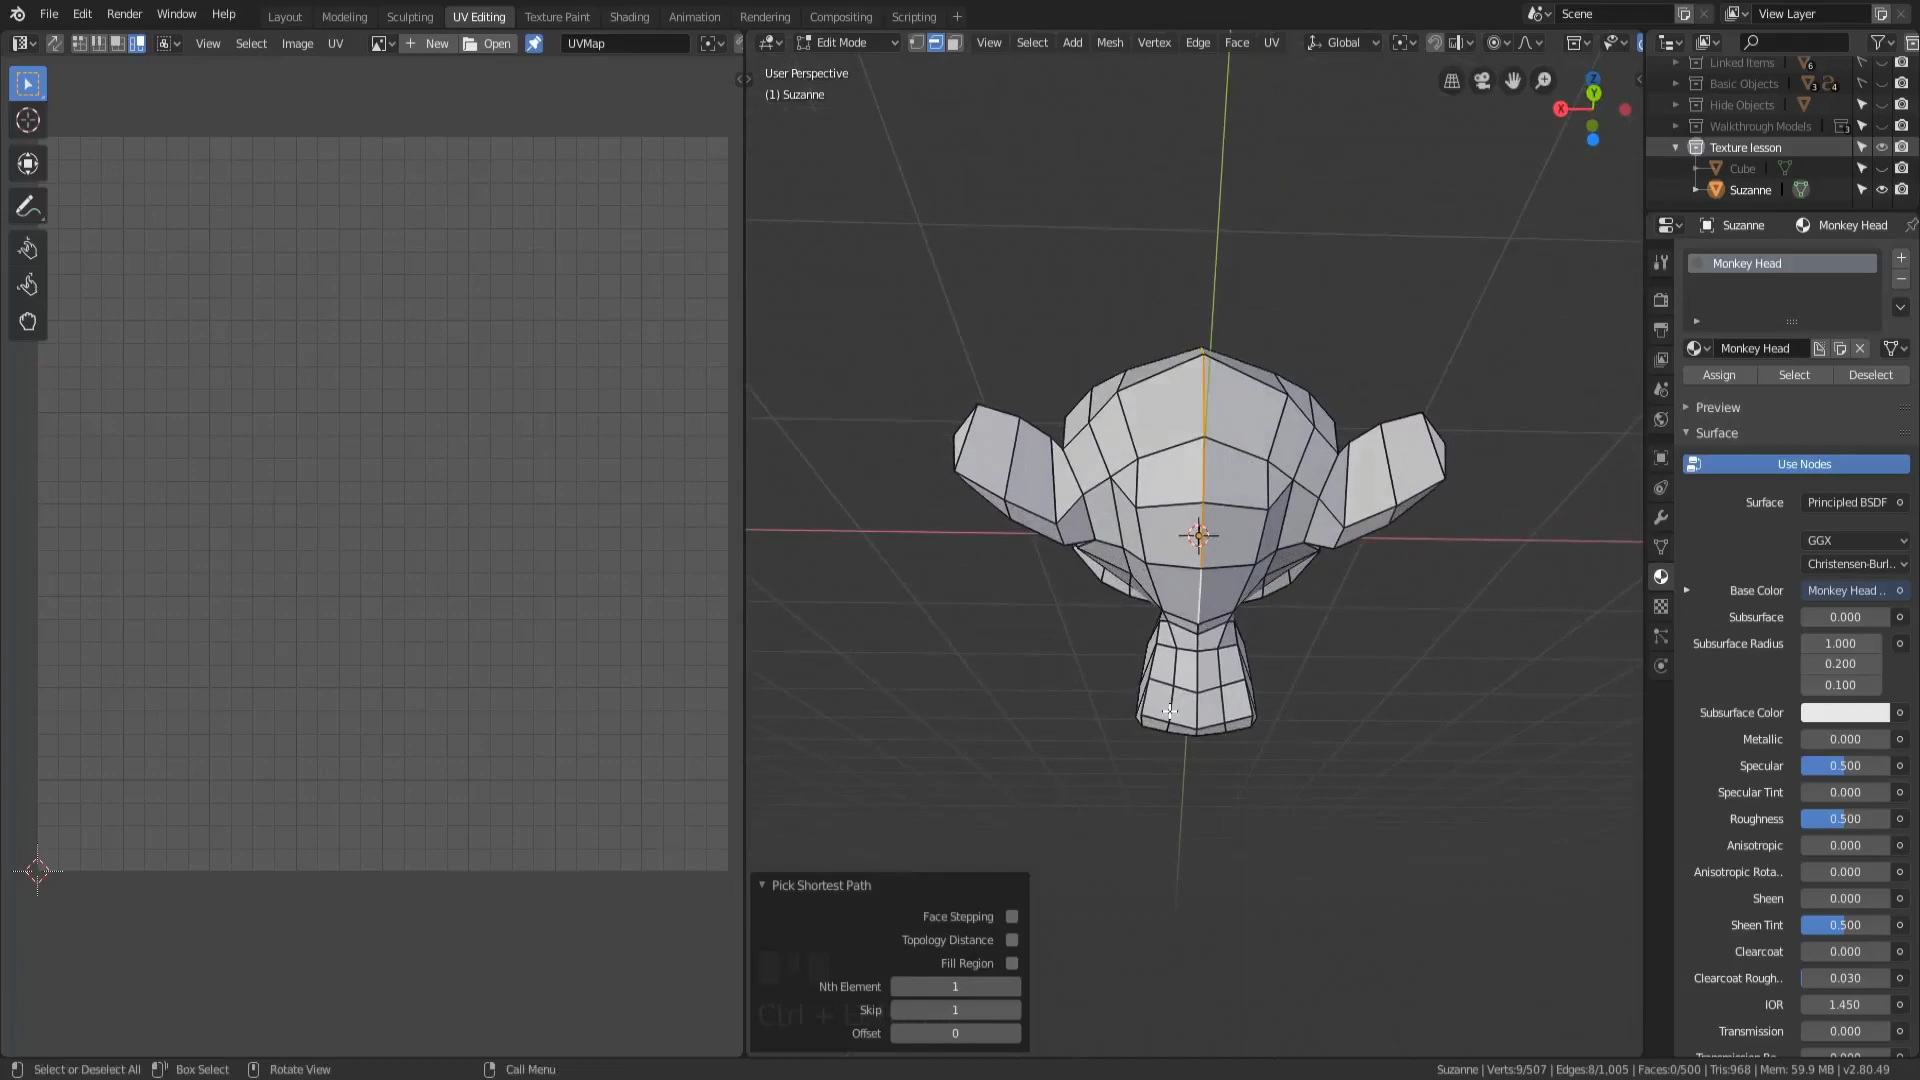 File Edit Render Window Help Layout Modeling Sculpting UV Editing Texture Paint Shading Animation Rendering Compositing Scripting + Scene View Layer
View Select Image UV New Open UVMap Edit Mode View Select Add Mesh Vertex Edge Face UV Global
User Perspective
(1) Suzanne
X
Y
Z
Linked Items 6
Basic Objects 3 4
Hide Objects
Walkthrough Models 3
Texture lesson
Cube
Suzanne
Suzanne Monkey Head
Monkey Head
Monkey Head
Assign Select Deselect
Preview
Surface
Use Nodes
Surface Principled BSDF
GGX
Christensen-Burl..
Base Color Monkey Head ..
Subsurface 0.000
Subsurface Radius 1.000
0.200
0.100
Subsurface Color
Metallic 0.000
Specular 0.500
Specular Tint 0.000
Roughness 0.500
Anisotropic 0.000
Anisotropic Rota.. 0.000
Sheen 0.000
Sheen Tint 0.500
Clearcoat 0.000
Clearcoat Rough.. 0.030
IOR 1.450
Transmission 0.000
Pick Shortest Path
Face Stepping
Topology Distance
Fill Region
Nth Element 1
Skip 1
Offset 0
Select or Deselect All Box Select Rotate View Call Menu Suzanne | Verts:9/507 | Edges:8/1,005 | Faces:0/500 | Tris:968 | Mem: 59.9 MB | v2.80.49